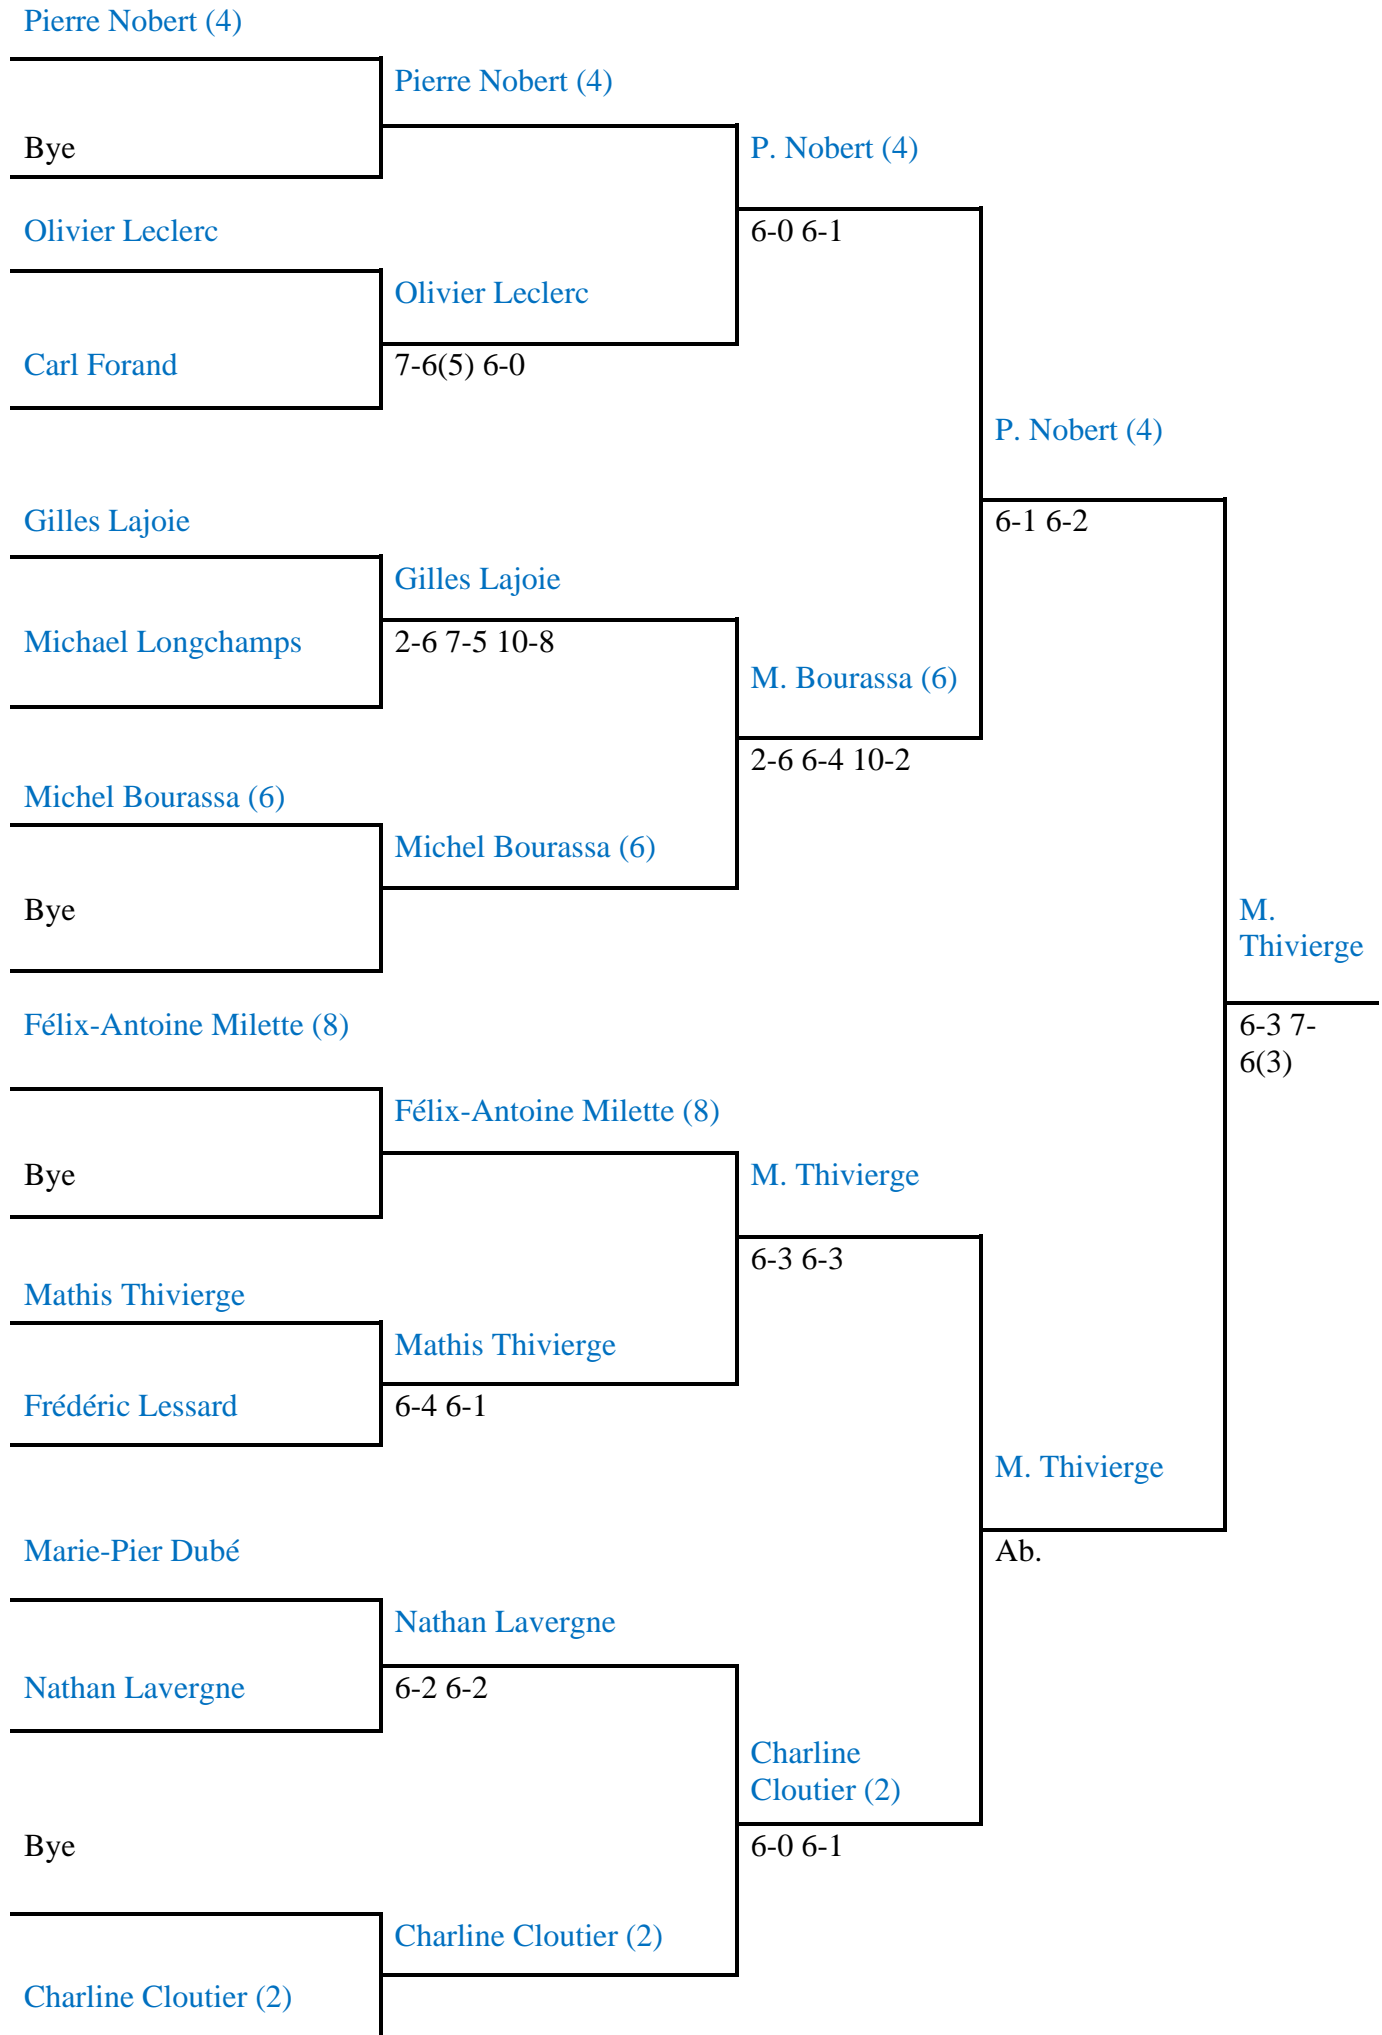 Pierre Nobert (4)
Pierre Nobert (4)
Bye
P. Nobert (4)
Olivier Leclerc
6-0 6-1
Olivier Leclerc
Carl Forand
7-6(5) 6-0
P. Nobert (4)
Gilles Lajoie
6-1 6-2
Gilles Lajoie
Michael Longchamps
2-6 7-5 10-8
M. Bourassa (6)
2-6 6-4 10-2
Michel Bourassa (6)
Michel Bourassa (6)
Bye
M.
Thivierge
Félix-Antoine Milette (8)
6-3 7-
6(3)
Félix-Antoine Milette (8)
Bye
M. Thivierge
6-3 6-3
Mathis Thivierge
Mathis Thivierge
Frédéric Lessard
6-4 6-1
M. Thivierge
Marie-Pier Dubé
Ab.
Nathan Lavergne
Nathan Lavergne
6-2 6-2
Charline
Cloutier (2)
Bye
6-0 6-1
Charline Cloutier (2)
Charline Cloutier (2)